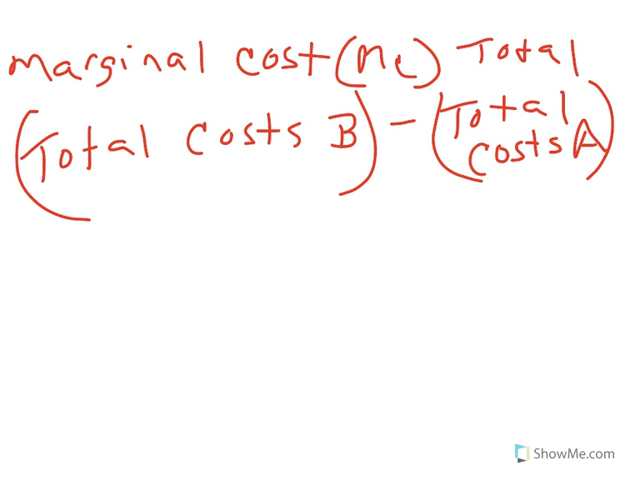 Marginal cost (Mc) Total
(Total Costs B) - (Total Costs A)
ShowMe.com